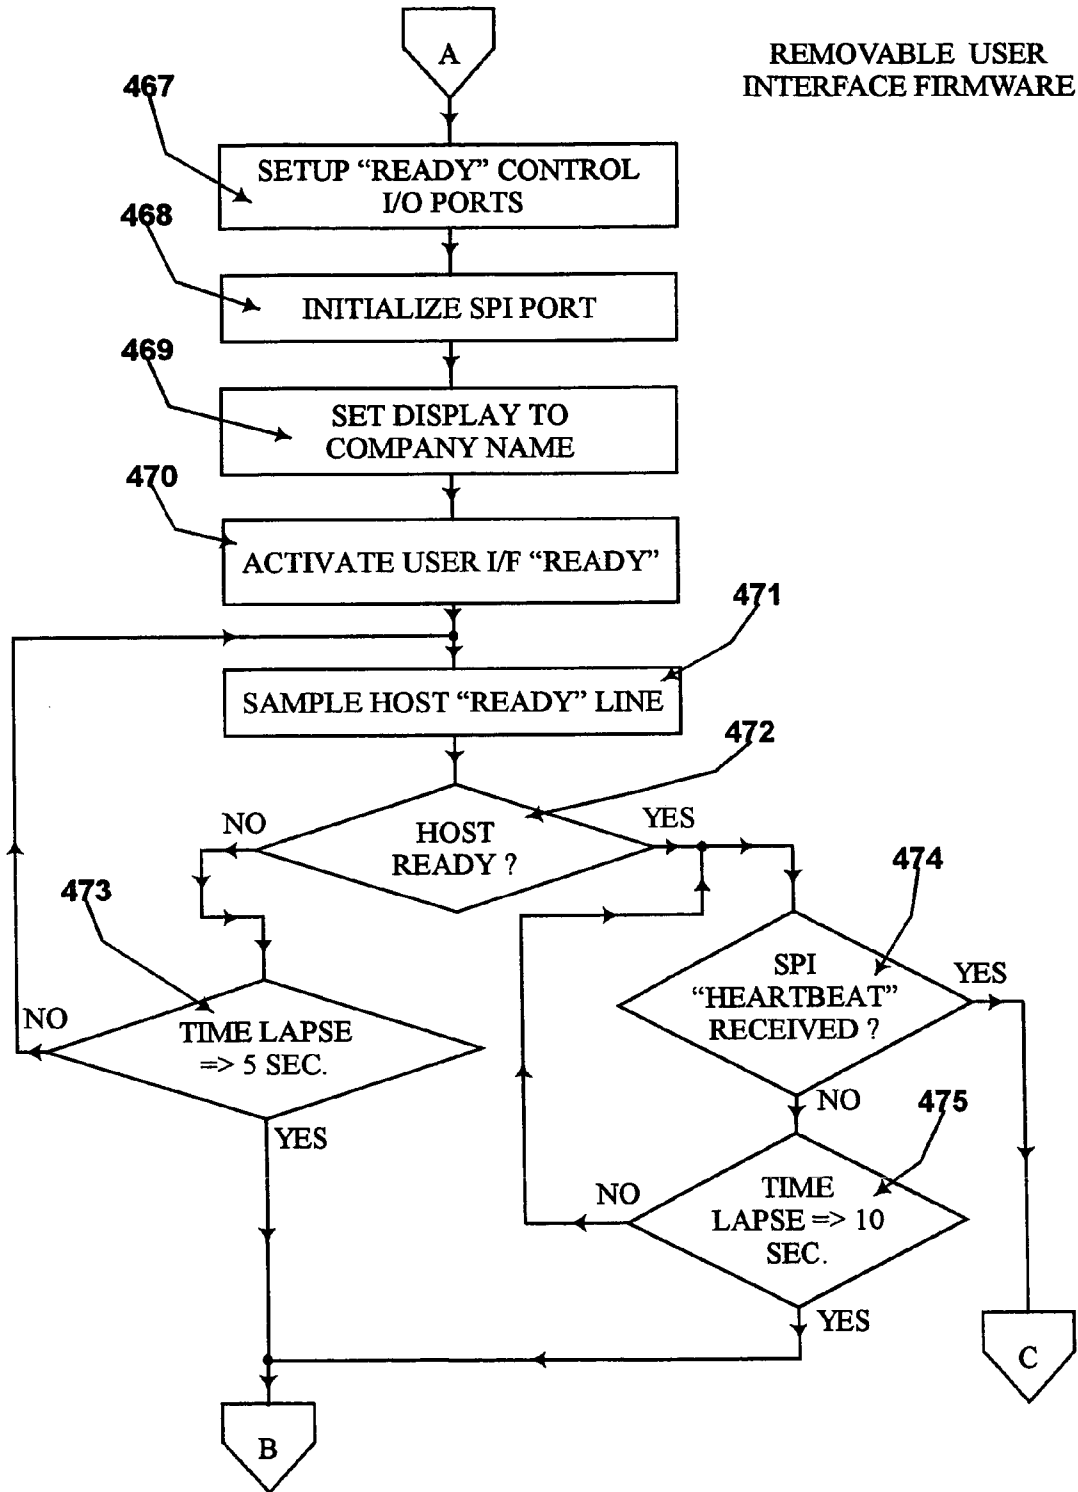 A
REMOVABLE USER
INTERFACE FIRMWARE
467
SETUP “READY” CONTROL
I/O PORTS
468
INITIALIZE SPI PORT
469
SET DISPLAY TO
COMPANY NAME
470
ACTIVATE USER I/F “READY”
471
SAMPLE HOST “READY” LINE
472
HOST
READY ?
NO
YES
473
TIME LAPSE
=> 5 SEC.
NO
YES
474
SPI
“HEARTBEAT”
RECEIVED ?
YES
NO
475
TIME
LAPSE => 10
SEC.
NO
YES
C
B